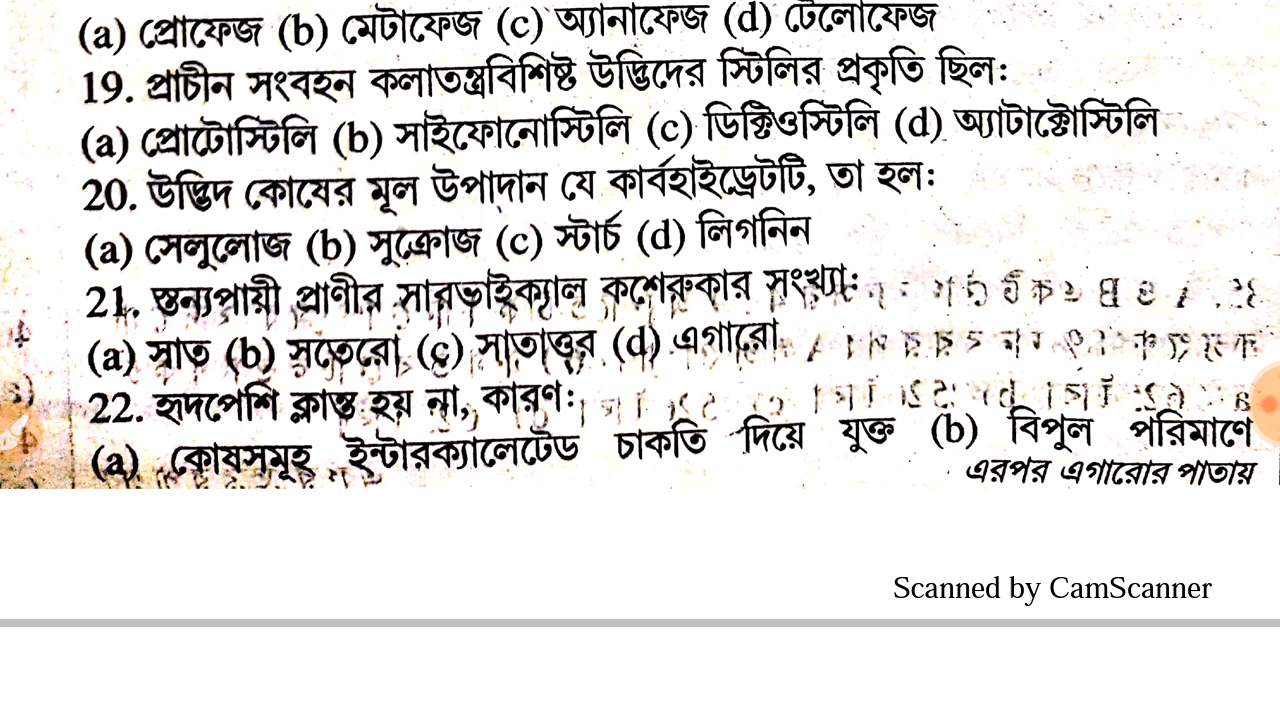 (a) প্রোফেজ (b) মেটাফেজ (c) অ্যানাফেজ (d) টেলোফেজ
19. প্রাচীন সংবহন কলাতন্ত্রবিশিষ্ট উদ্ভিদের স্টিলির প্রকৃতি ছিল:
(a) প্রোটোস্টিলি (b) সাইফোনোস্টিলি (c) ডিক্টিওস্টিলি (d) অ্যাটাক্টোস্টিলি
20. উদ্ভিদ কোষের মূল উপাদান যে কার্বহাইড্রেটটি, তা হল:
(a) সেলুলোজ (b) সুক্রোজ (c) স্টার্চ (d) লিগনিন
21. স্তন্যপায়ী প্রাণীর সারভাইক্যাল কশেরুকার সংখ্যা:
(a) সাত (b) সতেরো (c) সাতাত্তর (d) এগারো
22. হৃদপেশি ক্লান্ত হয় না, কারণ:
(a) কোষসমূহ ইন্টারক্যালেটেড চাকতি দিয়ে যুক্ত (b) বিপুল পরিমাণে
এরপর এগারোর পাতায়
Scanned by CamScanner